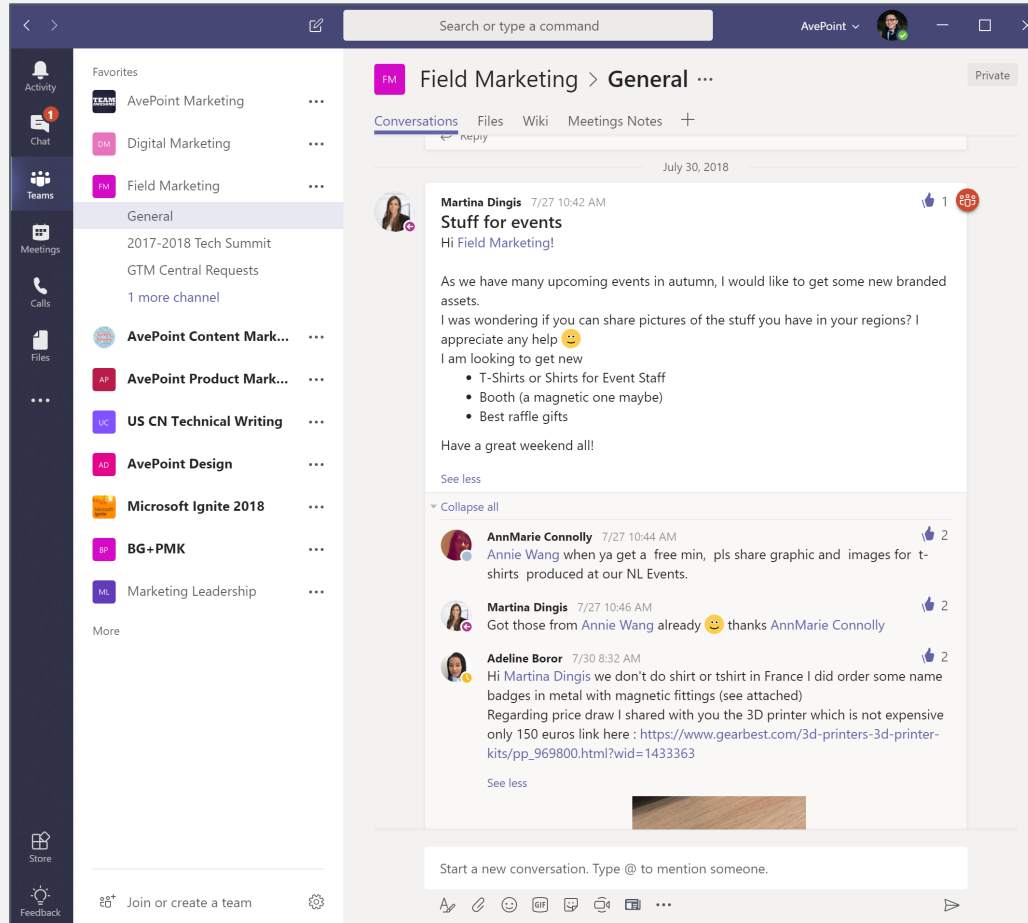 Search or type a command
AvePoint
Activity
1
Chat
Teams
Meetings
Calls
Files
Store
Feedback
Favorites
TEAM AWESOME
AvePoint Marketing
DM
Digital Marketing
FM
Field Marketing
General
2017-2018 Tech Summit
GTM Central Requests
1 more channel
AvePoint Content Mark...
AP
AvePoint Product Mark...
UC
US CN Technical Writing
AD
AvePoint Design
Microsoft Ignite 2018
BP
BG+PMK
ML
Marketing Leadership
More
Join or create a team
FM
Field Marketing > General
Private
Conversations Files Wiki Meetings Notes
Reply
July 30, 2018
Martina Dingis 7/27 10:42 AM
1
Stuff for events
Hi Field Marketing!
As we have many upcoming events in autumn, I would like to get some new branded
assets.
I was wondering if you can share pictures of the stuff you have in your regions? I
appreciate any help 🙂
I am looking to get new
• T-Shirts or Shirts for Event Staff
• Booth (a magnetic one maybe)
• Best raffle gifts
Have a great weekend all!
See less
Collapse all
AnnMarie Connolly 7/27 10:44 AM
2
Annie Wang when ya get a free min, pls share graphic and images for t-
shirts produced at our NL Events.
Martina Dingis 7/27 10:46 AM
2
Got those from Annie Wang already 🙂 thanks AnnMarie Connolly
Adeline Boror 7/30 8:32 AM
2
Hi Martina Dingis we don't do shirt or tshirt in France I did order some name
badges in metal with magnetic fittings (see attached)
Regarding price draw I shared with you the 3D printer which is not expensive
only 150 euros link here : https://www.gearbest.com/3d-printers-3d-printer-
kits/pp_969800.html?wid=1433363
See less
Start a new conversation. Type @ to mention someone.
GIF